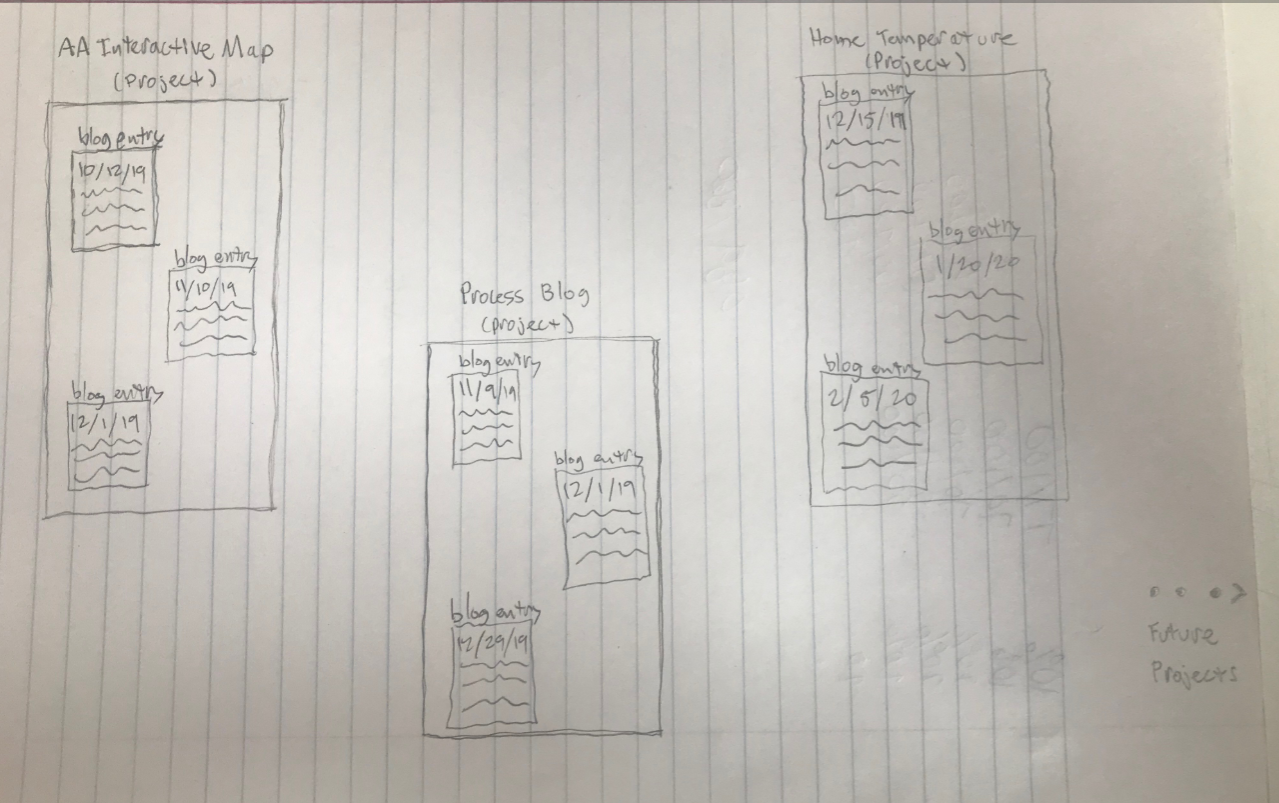 AA Interactive Map
(Project)
blog entry
10/12/19
blog entry
11/10/19
blog entry
12/1/19
Process Blog
(project)
blog entry
11/9/19
blog entry
12/1/19
blog entry
12/29/19
Home Tamperature
(Project)
blog entry
12/15/19
blog entry
1/20/20
blog entry
2/5/20
Future
Projects